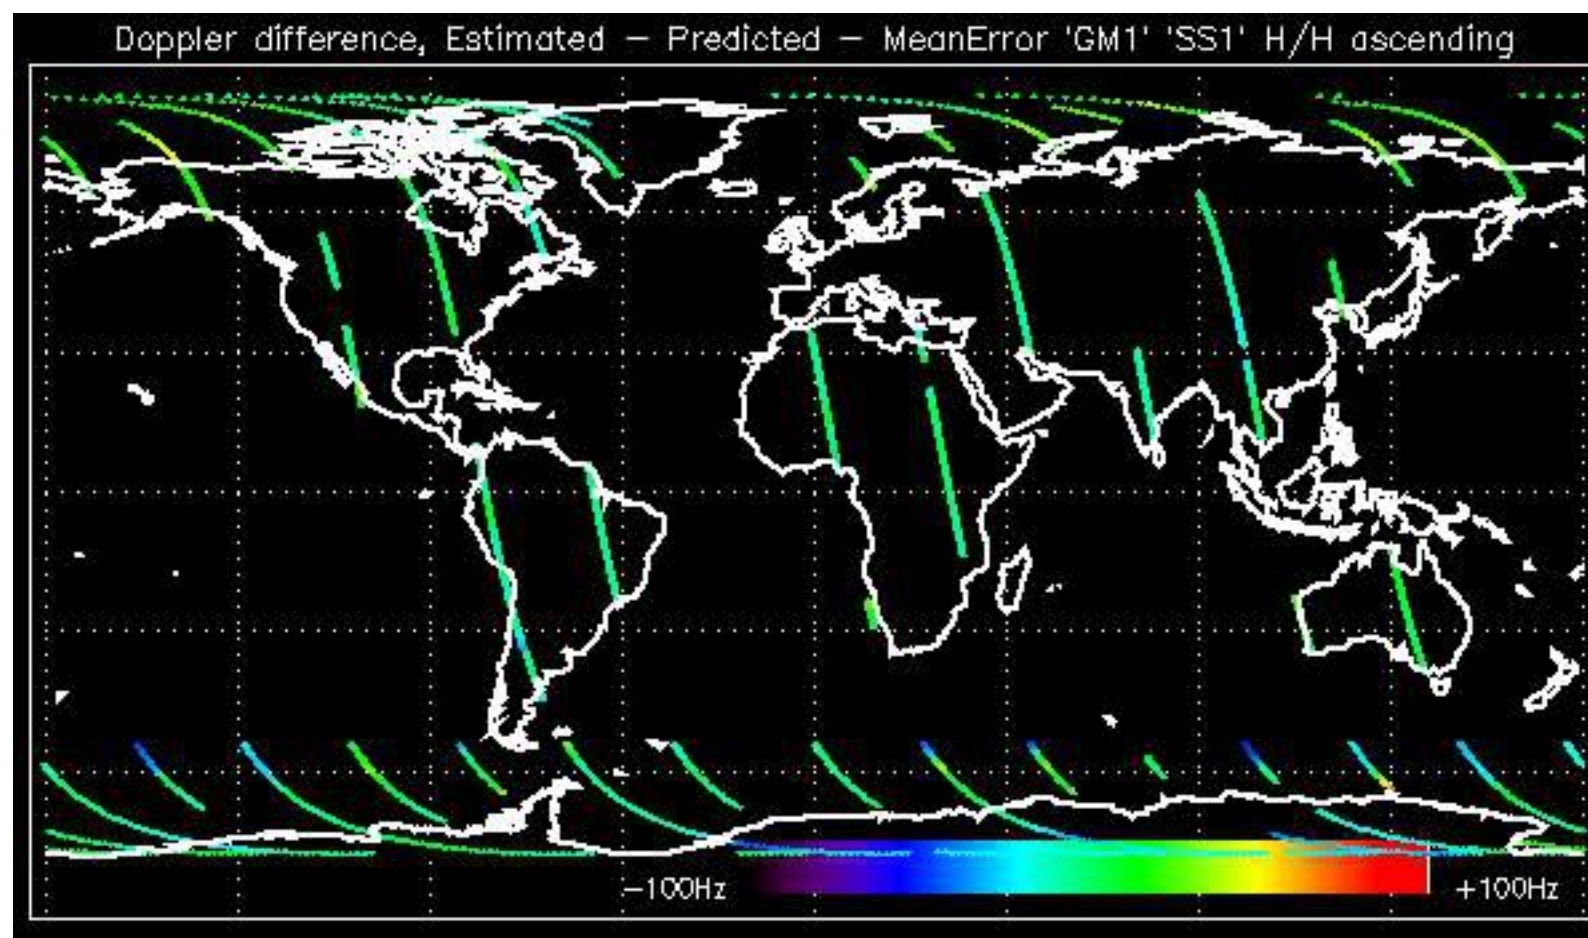 Doppler difference, Estimated – Predicted – MeanError 'GM1' 'SS1' H/H ascending
−100Hz +100Hz